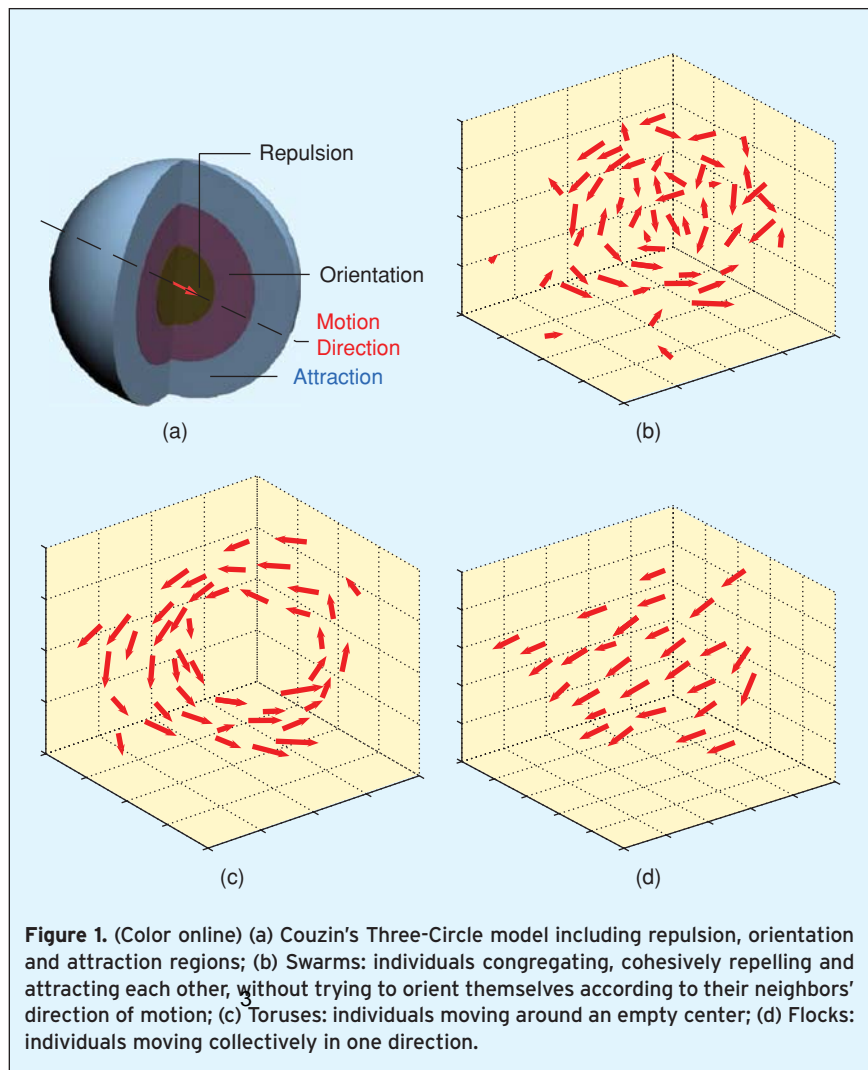 Repulsion
Orientation
Motion
Direction
Attraction
(a)
(b)
(c)
(d)
Figure 1. (Color online) (a) Couzin's Three-Circle model including repulsion, orientation
and attraction regions; (b) Swarms: individuals congregating, cohesively repelling and
attracting each other, without trying to orient themselves according to their neighbors'
3
direction of motion; (c) Toruses: individuals moving around an empty center; (d) Flocks:
individuals moving collectively in one direction.